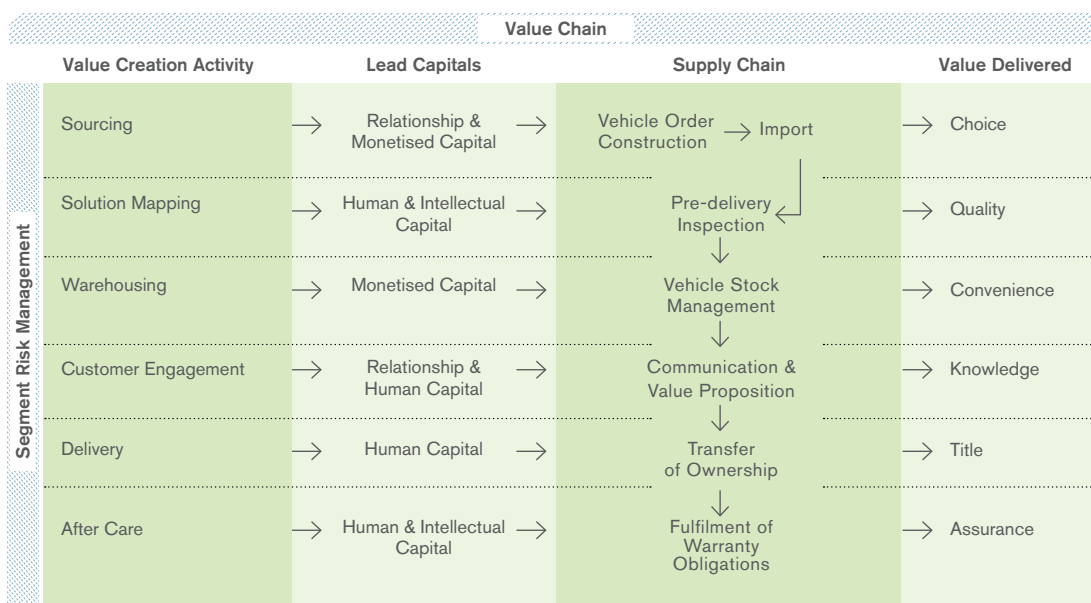 Value Chain
Value Creation Activity
Lead Capitals
Supply Chain
Value Delivered
Segment Risk Management
Sourcing
Relationship &
Monetised Capital
Vehicle Order
Construction
Import
Choice
Solution Mapping
Human & Intellectual
Capital
Pre-delivery
Inspection
Quality
Warehousing
Monetised Capital
Vehicle Stock
Management
Convenience
Customer Engagement
Relationship &
Human Capital
Communication &
Value Proposition
Knowledge
Delivery
Human Capital
Transfer
of Ownership
Title
After Care
Human & Intellectual
Capital
Fulfilment of
Warranty
Obligations
Assurance